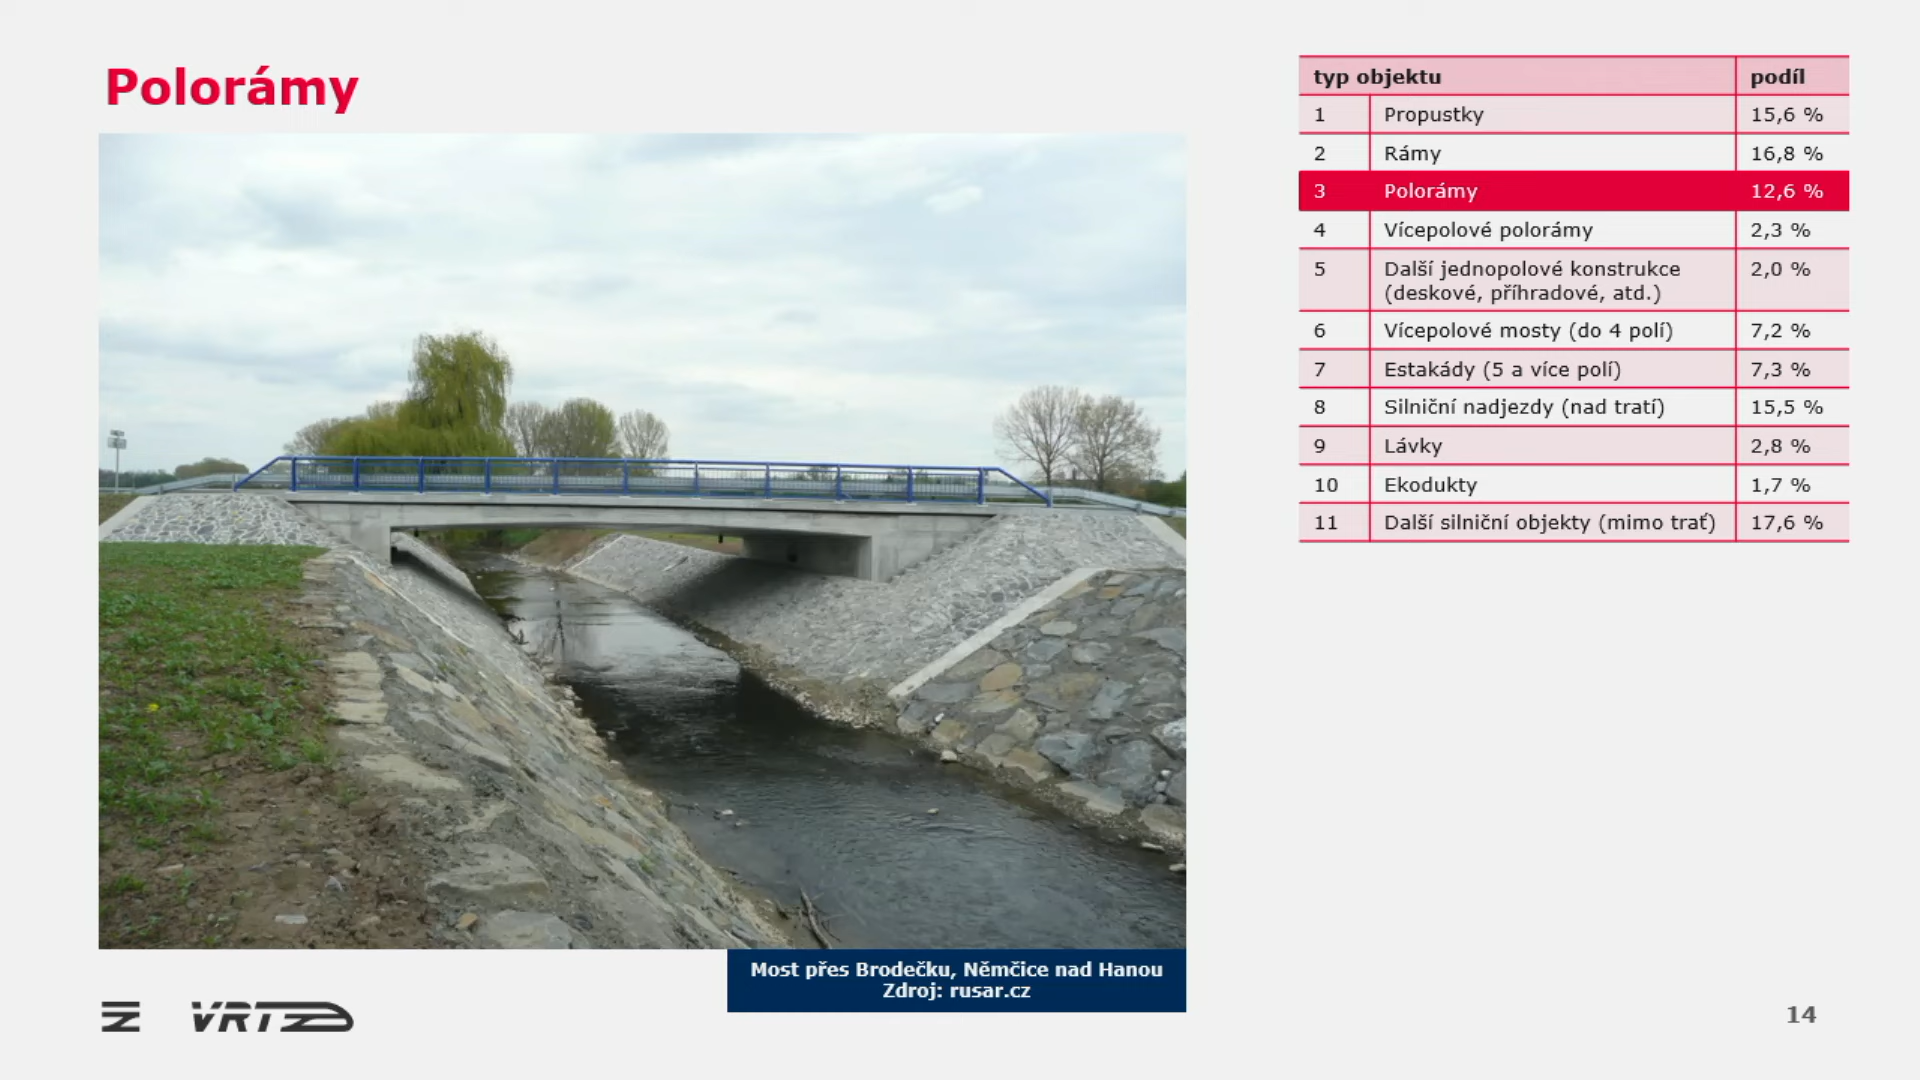 Polorámy
typ objektu podíl
1 Propustky 15,6 %
2 Rámy 16,8 %
3 Polorámy 12,6 %
4 Vícepolové polorámy 2,3 %
5 Další jednopolové konstrukce 2,0 %
(deskové, příhradové, atd.)
6 Vícepolové mosty (do 4 polí) 7,2 %
7 Estakády (5 a více polí) 7,3 %
8 Silniční nadjezdy (nad tratí) 15,5 %
9 Lávky 2,8 %
10 Ekodukty 1,7 %
11 Další silniční objekty (mimo trať) 17,6 %
Most přes Brodečku, Němčice nad Hanou
Zdroj: rusar.cz
VRT
14